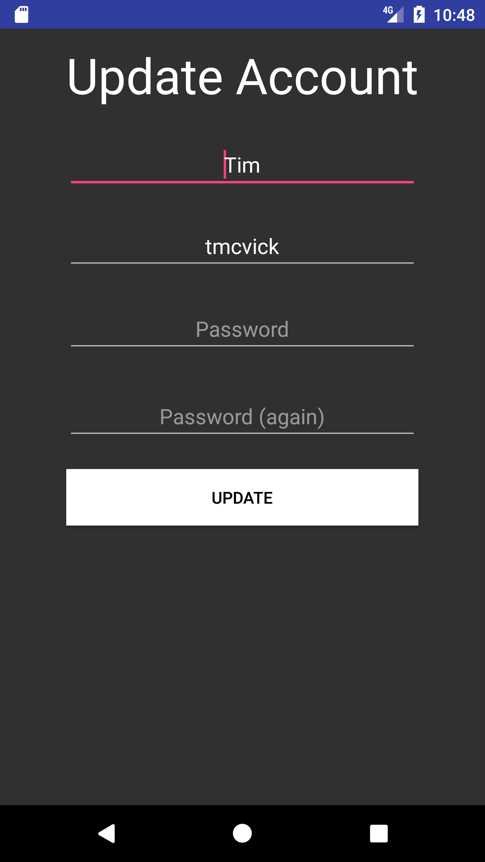 4G 10:48
Update Account
Tim
tmcvick
Password
Password (again)
UPDATE